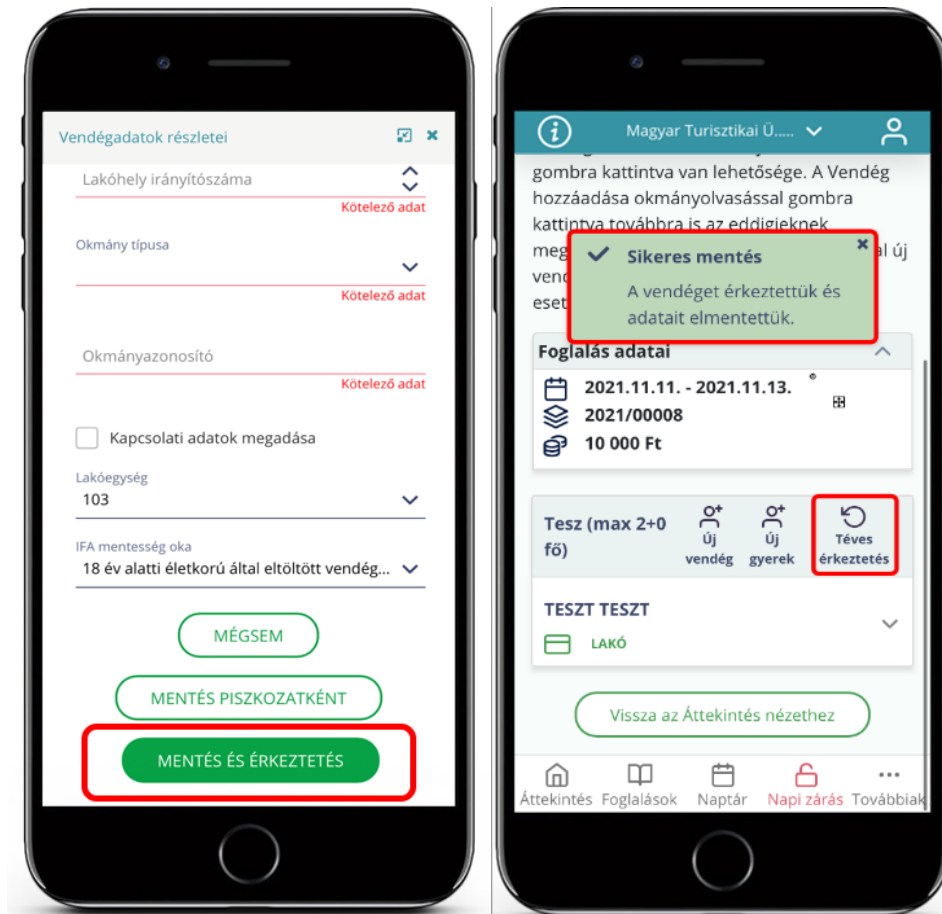 Vendégadatok részletei
Lakóhely irányítószáma
Kötelező adat
Okmány típusa
Kötelező adat
Okmányazonosító
Kötelező adat
Kapcsolati adatok megadása
Lakóegység
103
IFA mentesség oka
18 év alatti életkorú által eltöltött vendég...
MÉGSEM
MENTÉS PISZKOZATKÉNT
MENTÉS ÉS ÉRKEZTETÉS
Magyar Turisztikai Ü.....
gombra kattintva van lehetősége. A Vendég
hozzáadása okmányolvasással gombra
kattintva továbbra is az eddigieknek
meg
új
vend
eset
Sikeres mentés
A vendéget érkeztettük és
adatait elmentettük.
Foglalás adatai
2021.11.11. - 2021.11.13.
2021/00008
10 000 Ft
Tesz (max 2+0
fő)
Új
vendég
Új
gyerek
Téves
érkeztetés
TESZT TESZT
LAKÓ
Vissza az Áttekintés nézethez
Áttekintés Foglalások Naptár Napi zárás Továbbiak